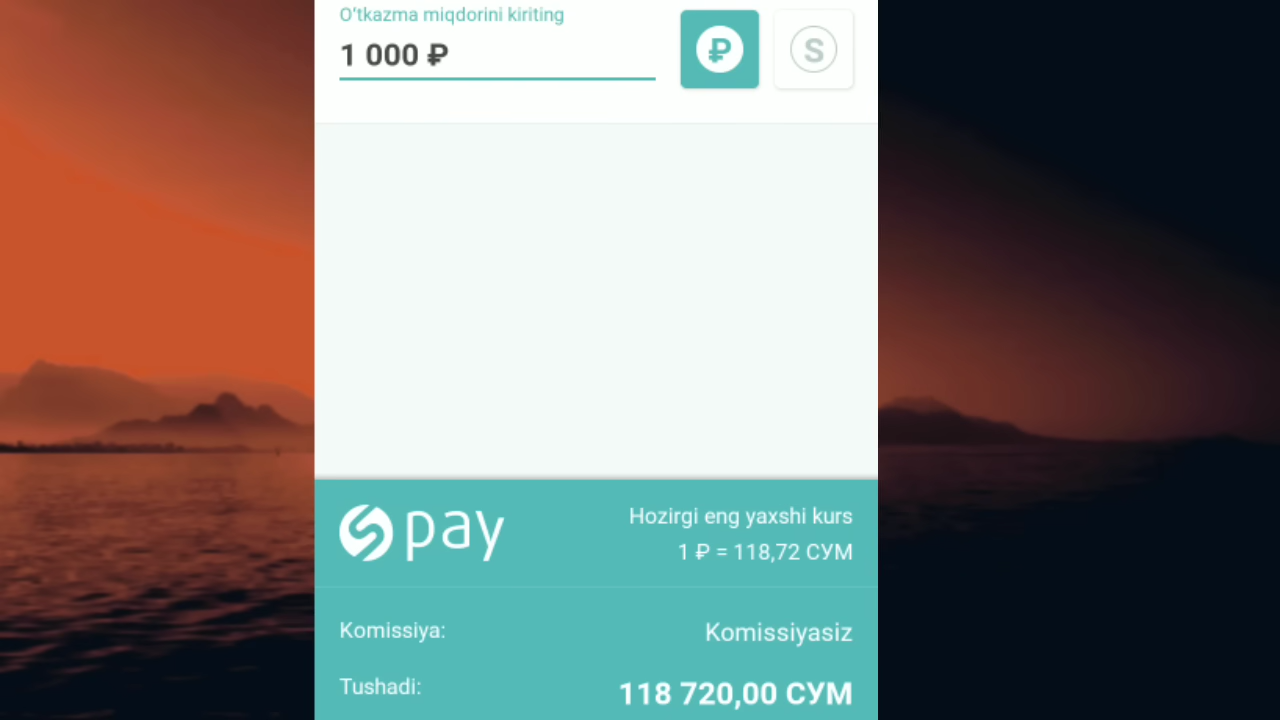 O'tkazma miqdorini kiriting
1 000 ₽
₽
S
pay
Hozirgi eng yaxshi kurs
1 ₽ = 118,72 СУМ
Komissiya:
Komissiyasiz
Tushadi:
118 720,00 СУМ